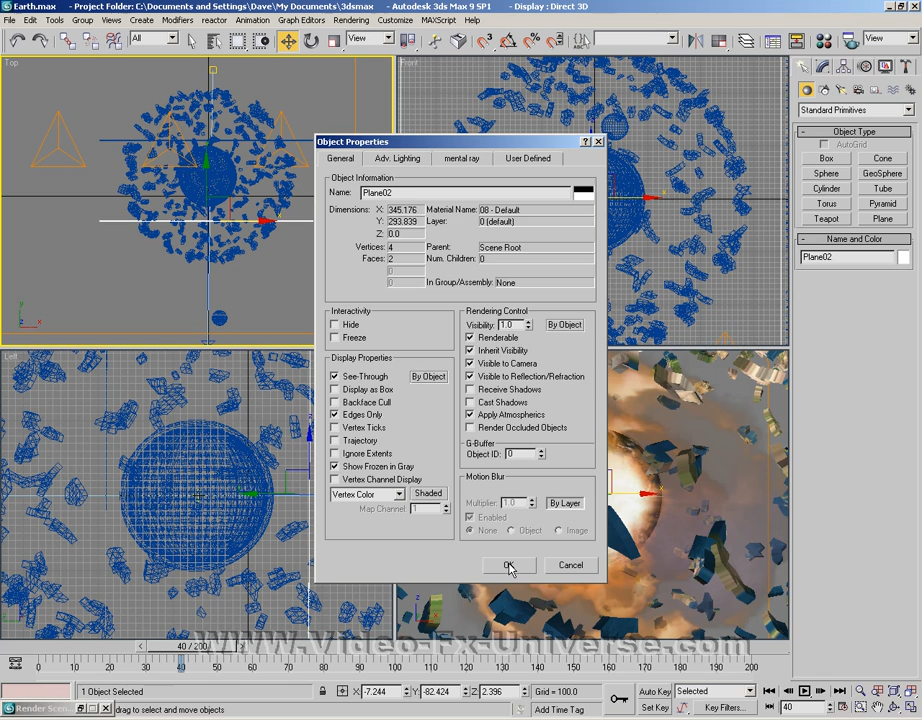 Earth.max - Project Folder: C:\Documents and Settings\Dave\My Documents\3dsmax - Autodesk 3ds Max 9 SP1 - Display : Direct 3D
File Edit Tools Group Views Create Modifiers reactor Animation Graph Editors Rendering Customize MAXScript Help
All View View
Top
Front
Left
Object Properties
General Adv. Lighting mental ray User Defined
Object Information
Name: Plane02
Dimensions: X: 345.176 Material Name: 08 - Default
Y: 293.839 Layer: 0 (default)
Z: 0.0
Vertices: 4 Parent: Scene Root
Faces: 2 Num. Children: 0
0
0 In Group/Assembly: None
Interactivity
Hide
Freeze
Display Properties
See-Through By Object
Display as Box
Backface Cull
Edges Only
Vertex Ticks
Trajectory
Ignore Extents
Show Frozen in Gray
Vertex Channel Display
Vertex Color Shaded
Map Channel: 1
Rendering Control
Visibility: 1.0 By Object
Renderable
Inherit Visibility
Visible to Camera
Visible to Reflection/Refraction
Receive Shadows
Cast Shadows
Apply Atmospherics
Render Occluded Objects
G-Buffer
Object ID: 0
Motion Blur
Multiplier: 1.0 By Layer
Enabled
None Object Image
OK Cancel
Standard Primitives
Object Type
AutoGrid
Box Cone
Sphere GeoSphere
Cylinder Tube
Torus Pyramid
Teapot Plane
Name and Color
Plane02
www.Video-Fx-Universe.com
40 / 200
0 10 20 30 40 50 60 70 80 90 100 110 120 130 140 150 160 170 180 190 200
1 Object Selected X: -7.244 Y: -82.424 Z: 2.396 Grid = 100.0 Auto Key Selected
Render Scen... drag to select and move objects Add Time Tag Set Key Key Filters... 40